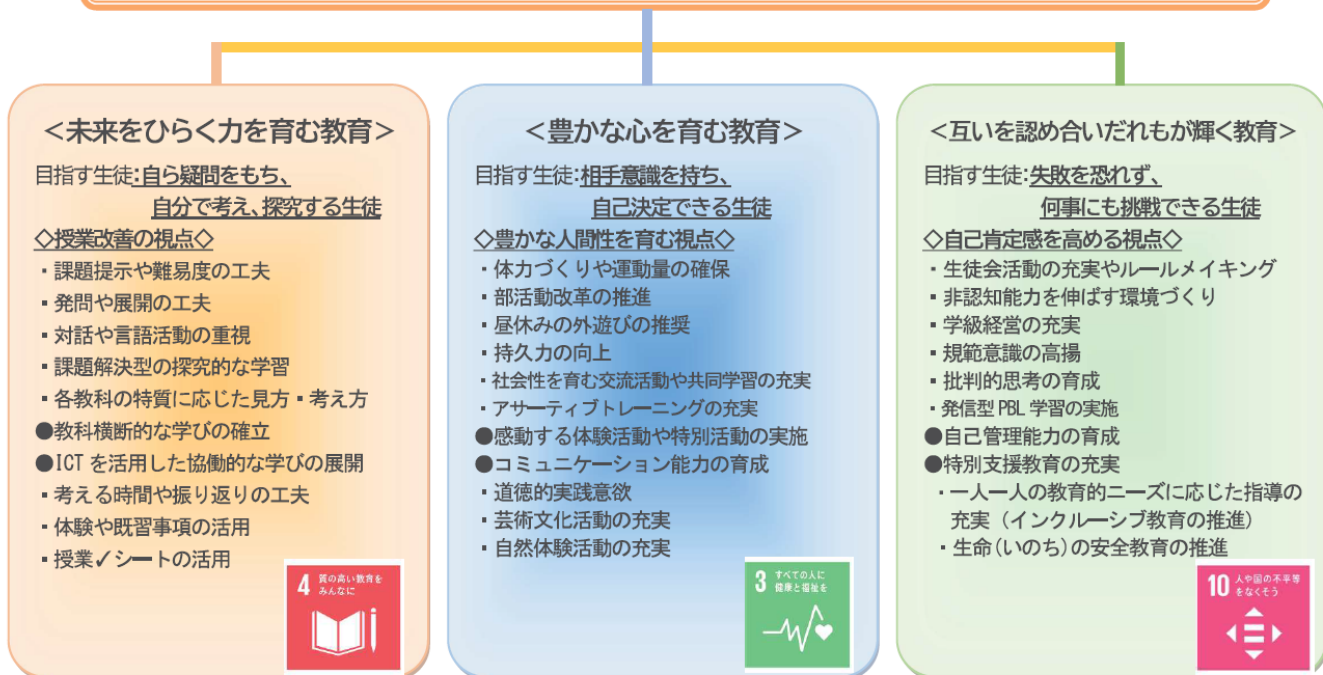 ＜未来をひらく力を育む教育＞
目指す生徒:自ら疑問をもち、
自分で考え、探究する生徒
◇授業改善の視点◇
・課題提示や難易度の工夫
・発問や展開の工夫
・対話や言語活動の重視
・課題解決型の探究的な学習
・各教科の特質に応じた見方・考え方
●教科横断的な学びの確立
●ICTを活用した協働的な学びの展開
・考える時間や振り返りの工夫
・体験や既習事項の活用
・授業✓シートの活用
4 質の高い教育を
みんなに
＜豊かな心を育む教育＞
目指す生徒:相手意識を持ち、
自己決定できる生徒
◇豊かな人間性を育む視点◇
・体力づくりや運動量の確保
・部活動改革の推進
・昼休みの外遊びの推奨
・持久力の向上
・社会性を育む交流活動や共同学習の充実
・アサーティブトレーニングの充実
●感動する体験活動や特別活動の実施
●コミュニケーション能力の育成
・道徳的実践意欲
・芸術文化活動の充実
・自然体験活動の充実
3 すべての人に
健康と福祉を
＜互いを認め合いだれもが輝く教育＞
目指す生徒:失敗を恐れず、
何事にも挑戦できる生徒
◇自己肯定感を高める視点◇
・生徒会活動の充実やルールメイキング
・非認知能力を伸ばす環境づくり
・学級経営の充実
・規範意識の高揚
・批判的思考の育成
・発信型PBL学習の実施
●自己管理能力の育成
●特別支援教育の充実
・一人一人の教育的ニーズに応じた指導の
充実（インクルーシブ教育の推進）
・生命(いのち)の安全教育の推進
10 人や国の不平等
をなくそう